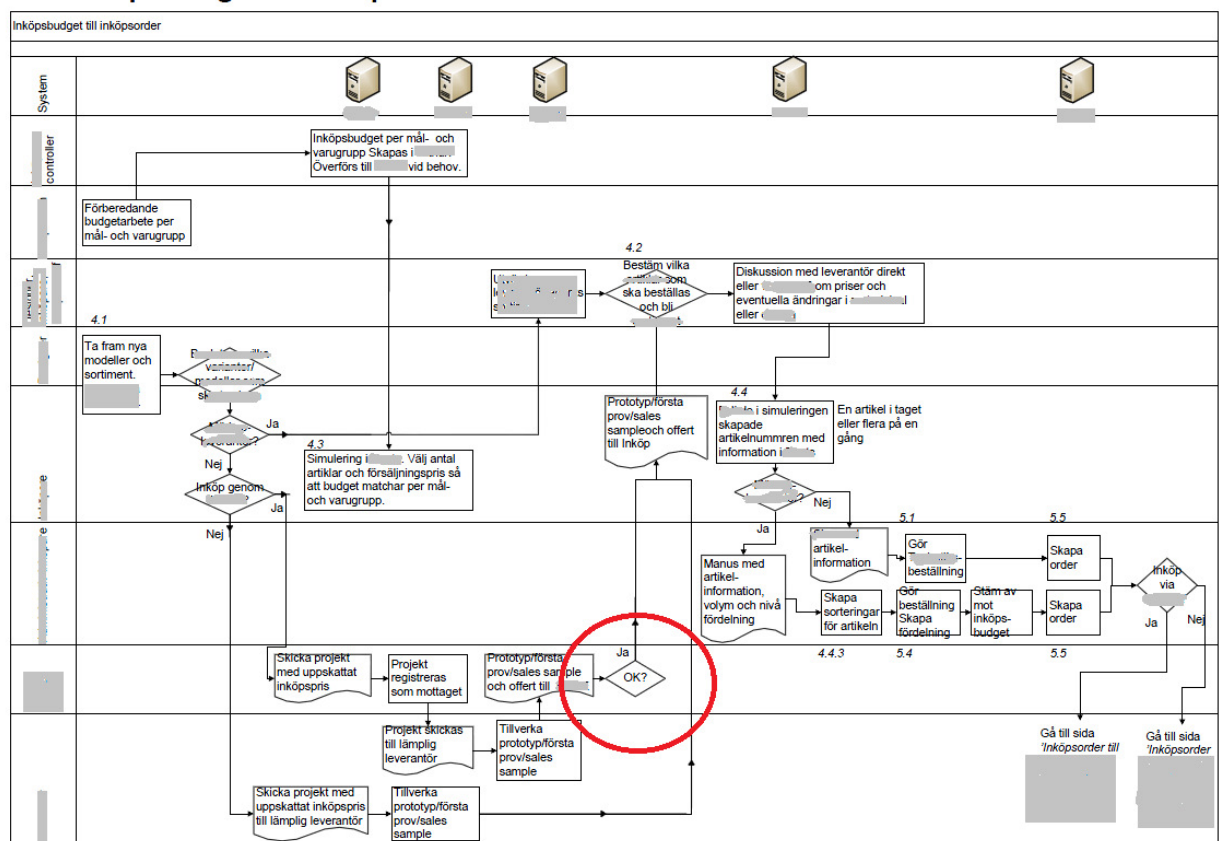 Inköpsbudget till inköpsorder
System
controller
Inköpsbudget per mål- och
varugrupp Skapas i
Överförs till vid behov.
Förberedande
budgetarbete per
mål- och varugrupp
4.2
Bestäm vilka
som
ska beställas
och bli
Diskussion med leverantör direkt
eller om priser och
eventuella ändringar i
eller
4.1
Ta fram nya
modeller och
sortiment.
varianter/
Ja
Nej
Inköp genom
Ja
Nej
4.3
Simulering i . Välj antal
artiklar och försäljningspris så
att budget matchar per mål-
och varugrupp.
Prototyp/första
prov/sales
sampleoch offert
till Inköp
4.4
i simuleringen
skapade
artikelnummren med
information i
En artikel i taget
eller flera på en
gång
Nej
Ja
artikel-
information
5.1
Gör
beställning
5.5
Skapa
order
Manus med
artikel-
information,
volym och nivå
fördelning
Skapa
sorteringar
för artikeln
4.4.3
Gör
beställning
Skapa
fördelning
5.4
Stäm av
mot
inköps-
budget
Skapa
order
5.5
Inköp
via
Ja
Nej
Skicka projekt
med uppskattat
inköpspris
Projekt
registreras
som mottaget
Prototyp/första
prov/sales sample
och offert till
Ja
OK?
Projekt skickas
till lämplig
leverantör
Tillverka
prototyp/första
prov/sales
sample
Skicka projekt med
uppskattat inköpspris
till lämplig leverantör
Tillverka
prototyp/första
prov/sales
sample
Gå till sida
'Inköpsorder till
Gå till sida
'Inköpsorder